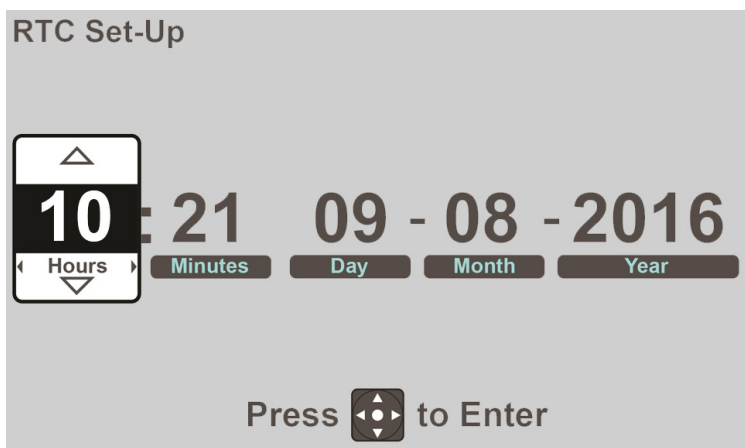 RTC Set-Up
10 : 21 09 - 08 - 2016
Hours Minutes Day Month Year
Press to Enter